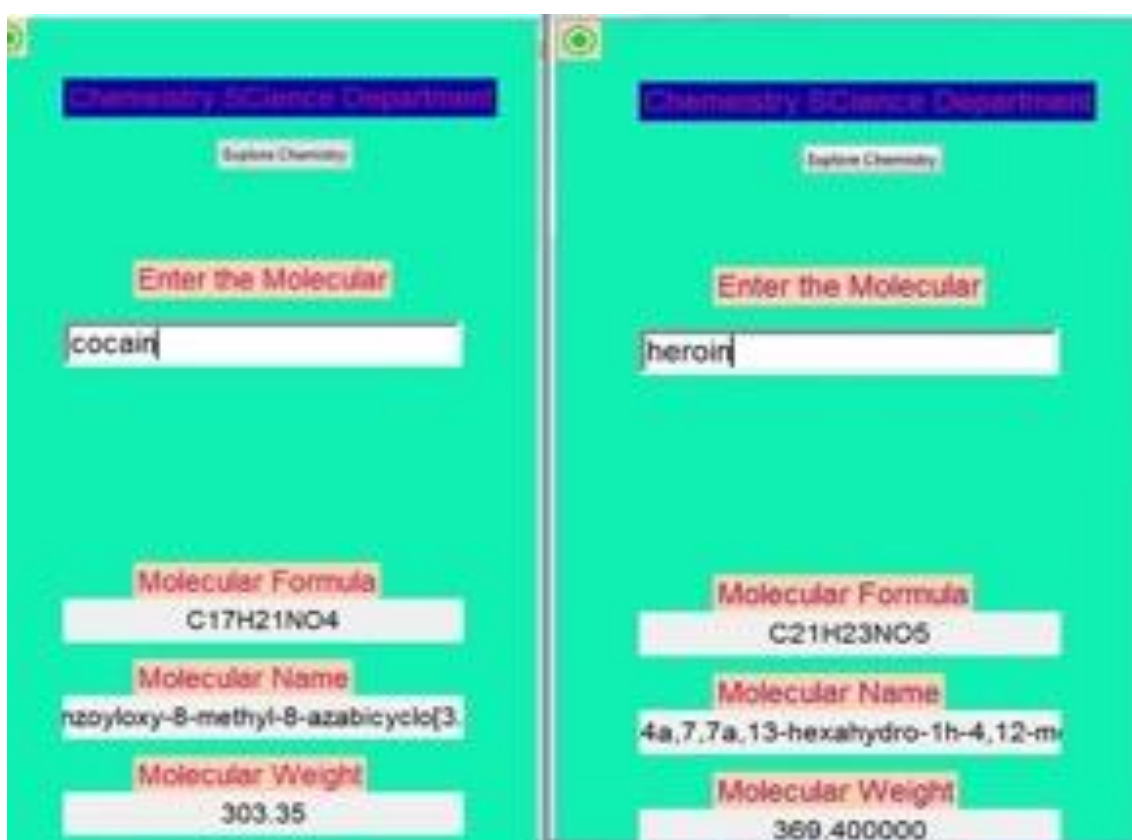 Chemeistry SCience Department
Explore Chemistry
Enter the Molecular
cocain
Molecular Formula
C17H21NO4
Molecular Name
nzoyloxy-8-methyl-8-azabicyclo[3.
Molecular Weight
303.35
Chemeistry SCience Department
Explore Chemistry
Enter the Molecular
heroin
Molecular Formula
C21H23NO5
Molecular Name
4a,7,7a,13-hexahydro-1h-4,12-m
Molecular Weight
369.400000